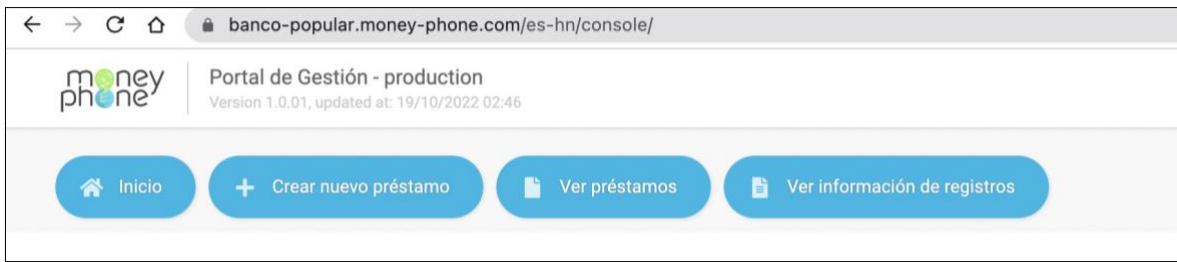 banco-popular.money-phone.com/es-hn/console/
money
phone
Portal de Gestión - production
Version 1.0.01, updated at: 19/10/2022 02:46
Inicio
Crear nuevo préstamo
Ver préstamos
Ver información de registros